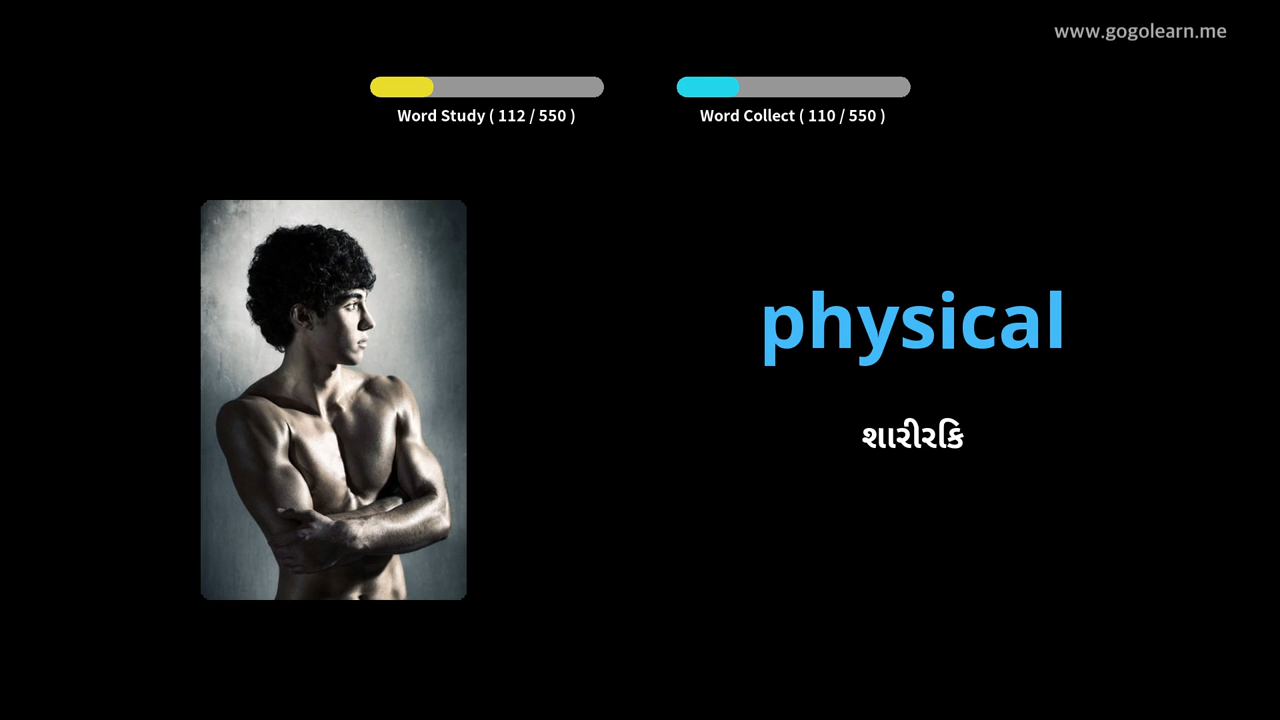 www.gogolearn.me
Word Study ( 112 / 550 )
Word Collect ( 110 / 550 )
physical
શારીરકિ